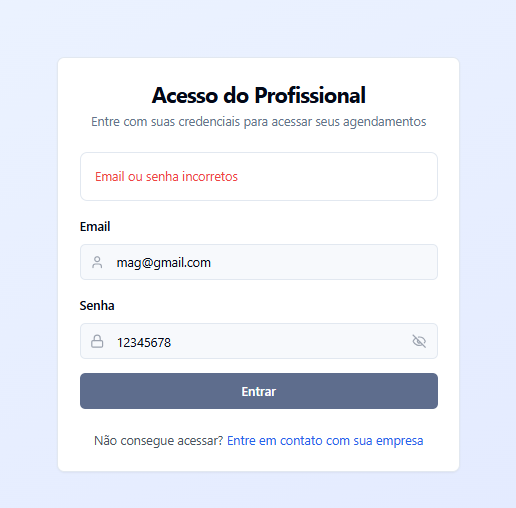 Acesso do Profissional
Entre com suas credenciais para acessar seus agendamentos
Email ou senha incorretos
Email
mag@gmail.com
Senha
12345678
Entrar
Não consegue acessar? Entre em contato com sua empresa